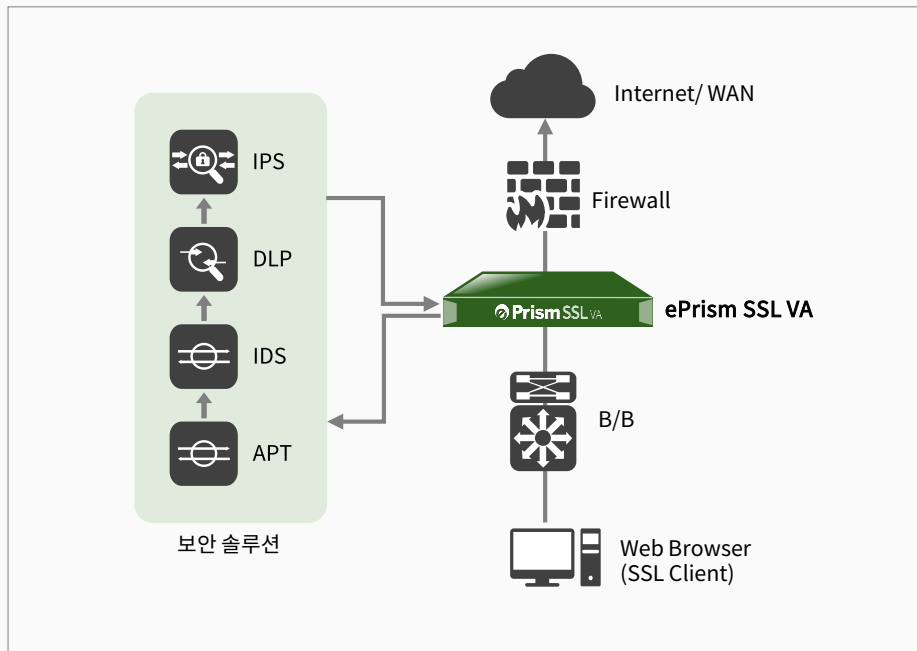 Internet/ WAN
IPS
Firewall
DLP
Prism SSL VA
ePrism SSL VA
IDS
B/B
APT
보안 솔루션
Web Browser
(SSL Client)